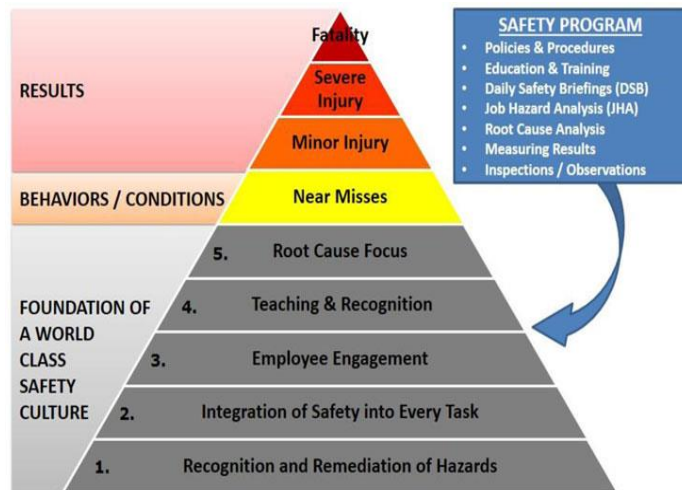 Fatality
RESULTS
Severe
Injury
Minor Injury
BEHAVIORS / CONDITIONS
Near Misses
FOUNDATION OF
A WORLD
CLASS
SAFETY
CULTURE
5. Root Cause Focus
4. Teaching & Recognition
3. Employee Engagement
2. Integration of Safety into Every Task
1. Recognition and Remediation of Hazards
SAFETY PROGRAM
• Policies & Procedures
• Education & Training
• Daily Safety Briefings (DSB)
• Job Hazard Analysis (JHA)
• Root Cause Analysis
• Measuring Results
• Inspections / Observations